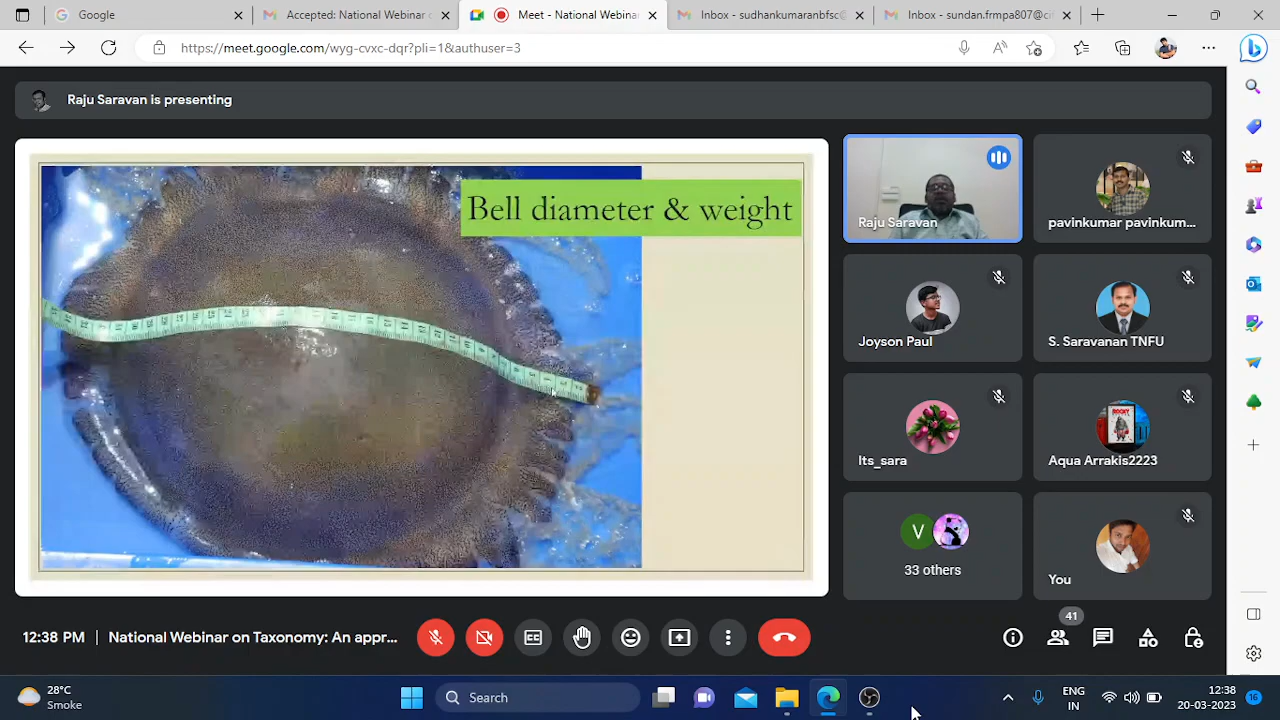 Google
Accepted: National Webinar o
Meet - National Webina
Inbox - sudhankumaranbfsc@
Inbox - sundan.frmpa807@ci
https://meet.google.com/wyg-cvxc-dqr?pli=1&authuser=3
Raju Saravan is presenting
Bell diameter & weight
Raju Saravan
pavinkumar pavinkum...
Joyson Paul
S. Saravanan TNFU
Its_sara
Aqua Arrakis2223
V
33 others
You
12:38 PM | National Webinar on Taxonomy: An appr...
41
28°C
Smoke
Search
ENG
IN
12:38
20-03-2023
16